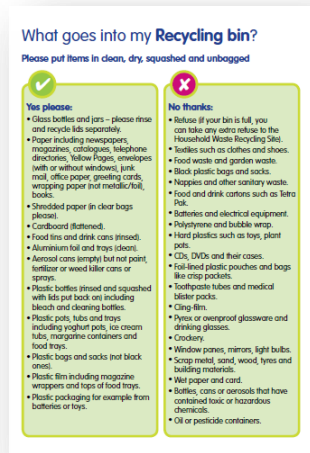 What goes into my Recycling bin?
Please put items in clean, dry, squashed and unbagged
Yes please:
• Glass bottles and jars – please rinse
and recycle lids separately.
• Paper including newspapers,
magazines, catalogues, telephone
directories, Yellow Pages, envelopes
(with or without windows), junk
mail, office paper, greeting cards,
wrapping paper (not metallic/foil),
books.
• Shredded paper (in clear bags
please).
• Cardboard (flattened).
• Food tins and drink cans (rinsed).
• Aluminium foil and trays (clean).
• Aerosol cans (empty) but not paint,
fertilizer or weed killer cans or
sprays.
• Plastic bottles (rinsed and squashed
with lids put back on) including
bleach and cleaning bottles.
• Plastic pots, tubs and trays
including yoghurt pots, ice cream
tubs, margarine containers and
food trays.
• Plastic bags and sacks (not black
ones).
• Plastic film including magazine
wrappers and tops of food trays.
• Plastic packaging for example from
batteries or toys.
No thanks:
• Refuse (if your bin is full, you
can take any extra refuse to the
Household Waste Recycling Site).
• Textiles such as clothes and shoes.
• Food waste and garden waste.
• Black plastic bags and sacks.
• Nappies and other sanitary waste.
• Food and drink cartons such as Tetra
Pak.
• Batteries and electrical equipment.
• Polystyrene and bubble wrap.
• Hard plastics such as toys, plant
pots.
• CDs, DVDs and their cases.
• Foil-lined plastic pouches and bags
like crisp packets.
• Toothpaste tubes and medical
blister packs.
• Cling-film.
• Pyrex or ovenproof glassware and
drinking glasses.
• Crockery.
• Window panes, mirrors, light bulbs.
• Scrap metal, sand, wood, tyres and
building materials.
• Wet paper and card.
• Bottles, cans or aerosols that have
contained toxic or hazardous
chemicals.
• Oil or pesticide containers.